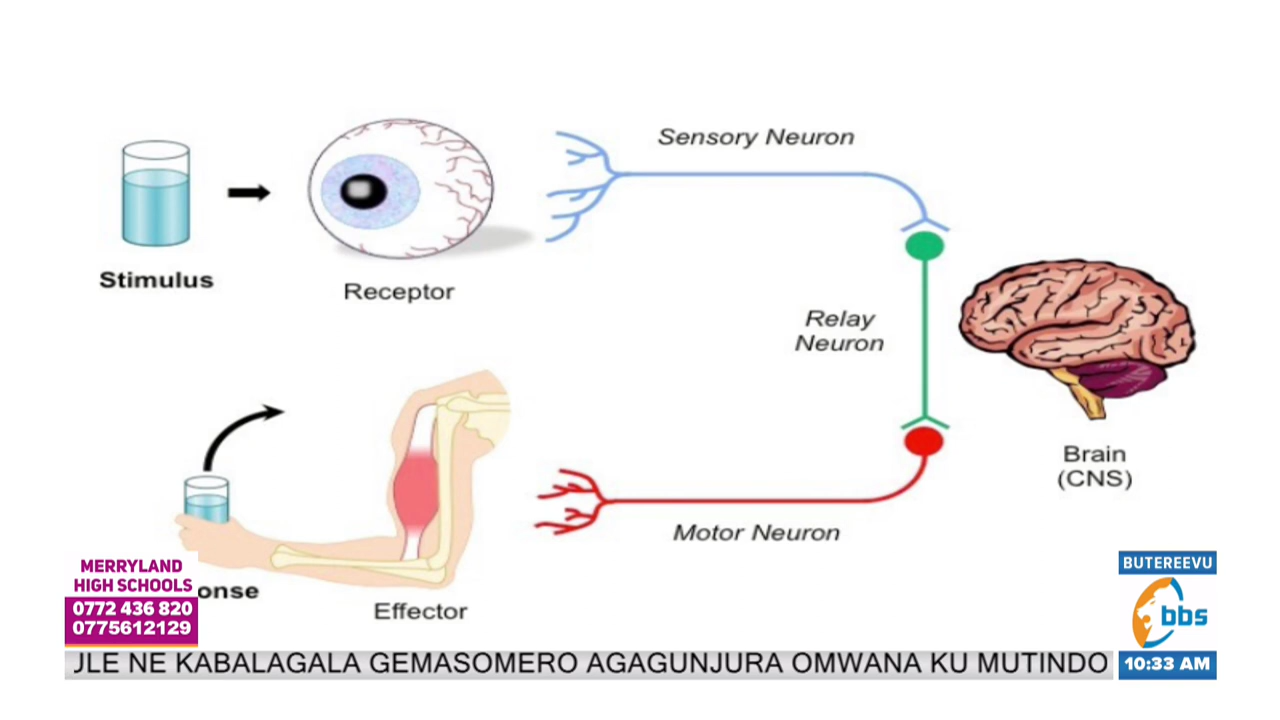 Sensory Neuron
Stimulus
Receptor
Relay
Neuron
Brain
(CNS)
Motor Neuron
onse
Effector
MERRYLAND
HIGH SCHOOLS
0772 436 820
0775612129
BUTEREEVU
bbs
NE KABALAGALA GEMASOMERO AGAGUNJURA OMWANA KU MUTINDO
10:33 AM